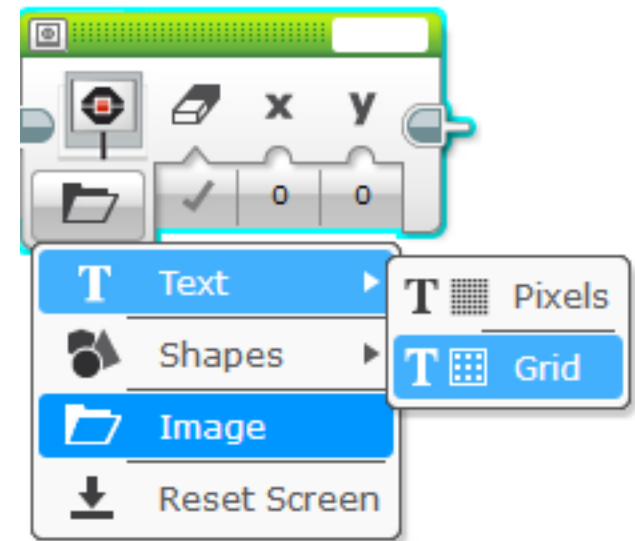 x y
0 0
T Text
T Pixels
Shapes
T Grid
Image
Reset Screen